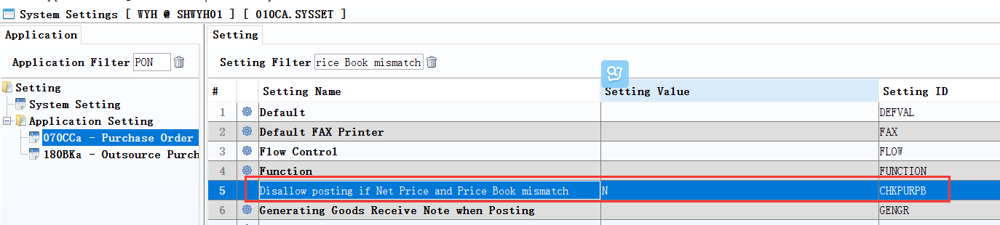 System Settings [ WYH @ SHWYH01 ] [ 010CA.SYSSET ]
Application
Setting
Application Filter PON
Setting Filter rice Book mismatch
Setting
System Setting
Application Setting
070CCa - Purchase Order
180BKa - Outsource Purch
# Setting Name Setting Value Setting ID
1 Default DEFVAL
2 Default FAX Printer FAX
3 Flow Control FLOW
4 Function FUNCTION
5 Disallow posting if Net Price and Price Book mismatch N CHKPURPB
6 Generating Goods Receive Note when Posting GENGR